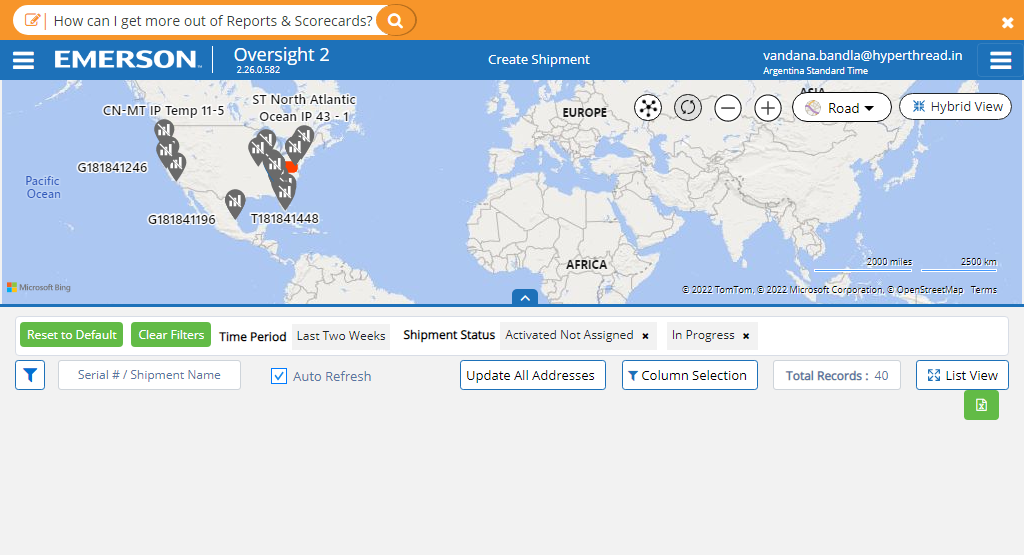 How can I get more out of Reports & Scorecards?
EMERSON
Oversight 2
2.26.0.582
Create Shipment
vandana.bandla@hyperthread.in
Argentina Standard Time
CN-MT IP Temp 11-5
ST North Atlantic
Ocean IP 43 - 1
G181841246
Pacific
Ocean
G181841196
T181841448
EUROPE
ASIA
AFRICA
Road
Hybrid View
2000 miles
2500 km
Microsoft Bing
© 2022 TomTom, © 2022 Microsoft Corporation, © OpenStreetMap Terms
Reset to Default
Clear Filters
Time Period
Last Two Weeks
Shipment Status
Activated Not Assigned ×
In Progress ×
Serial # / Shipment Name
Auto Refresh
Update All Addresses
Column Selection
Total Records : 40
List View